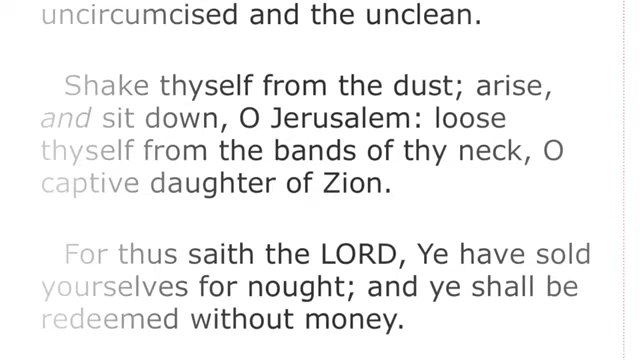 uncircumcised and the unclean.
Shake thyself from the dust; arise,
and sit down, O Jerusalem: loose
thyself from the bands of thy neck, O
captive daughter of Zion.
For thus saith the LORD, Ye have sold
yourselves for nought; and ye shall be
redeemed without money.